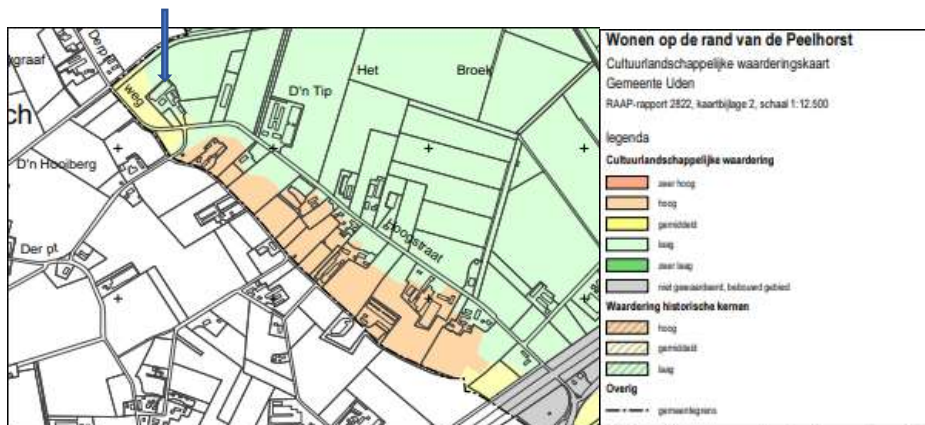 graaf
Derp
weg
ch
D'n Tip
Het
Broek
D'n Hooiberg
Hoogstraat
Der pt
Wonen op de rand van de Peelhorst
Cultuurlandschappelijke waarderingskaart
Gemeente Uden
RAAP-rapport 2822, kaartbijlage 2, schaal 1:12.500
legenda
Cultuurlandschappelijke waardering
zeer hoog
hoog
gemiddeld
laag
zeer laag
niet gewaardeerd, bebouwd gebied
Waardering historische kernen
hoog
gemiddeld
laag
Overig
gemeentegrens